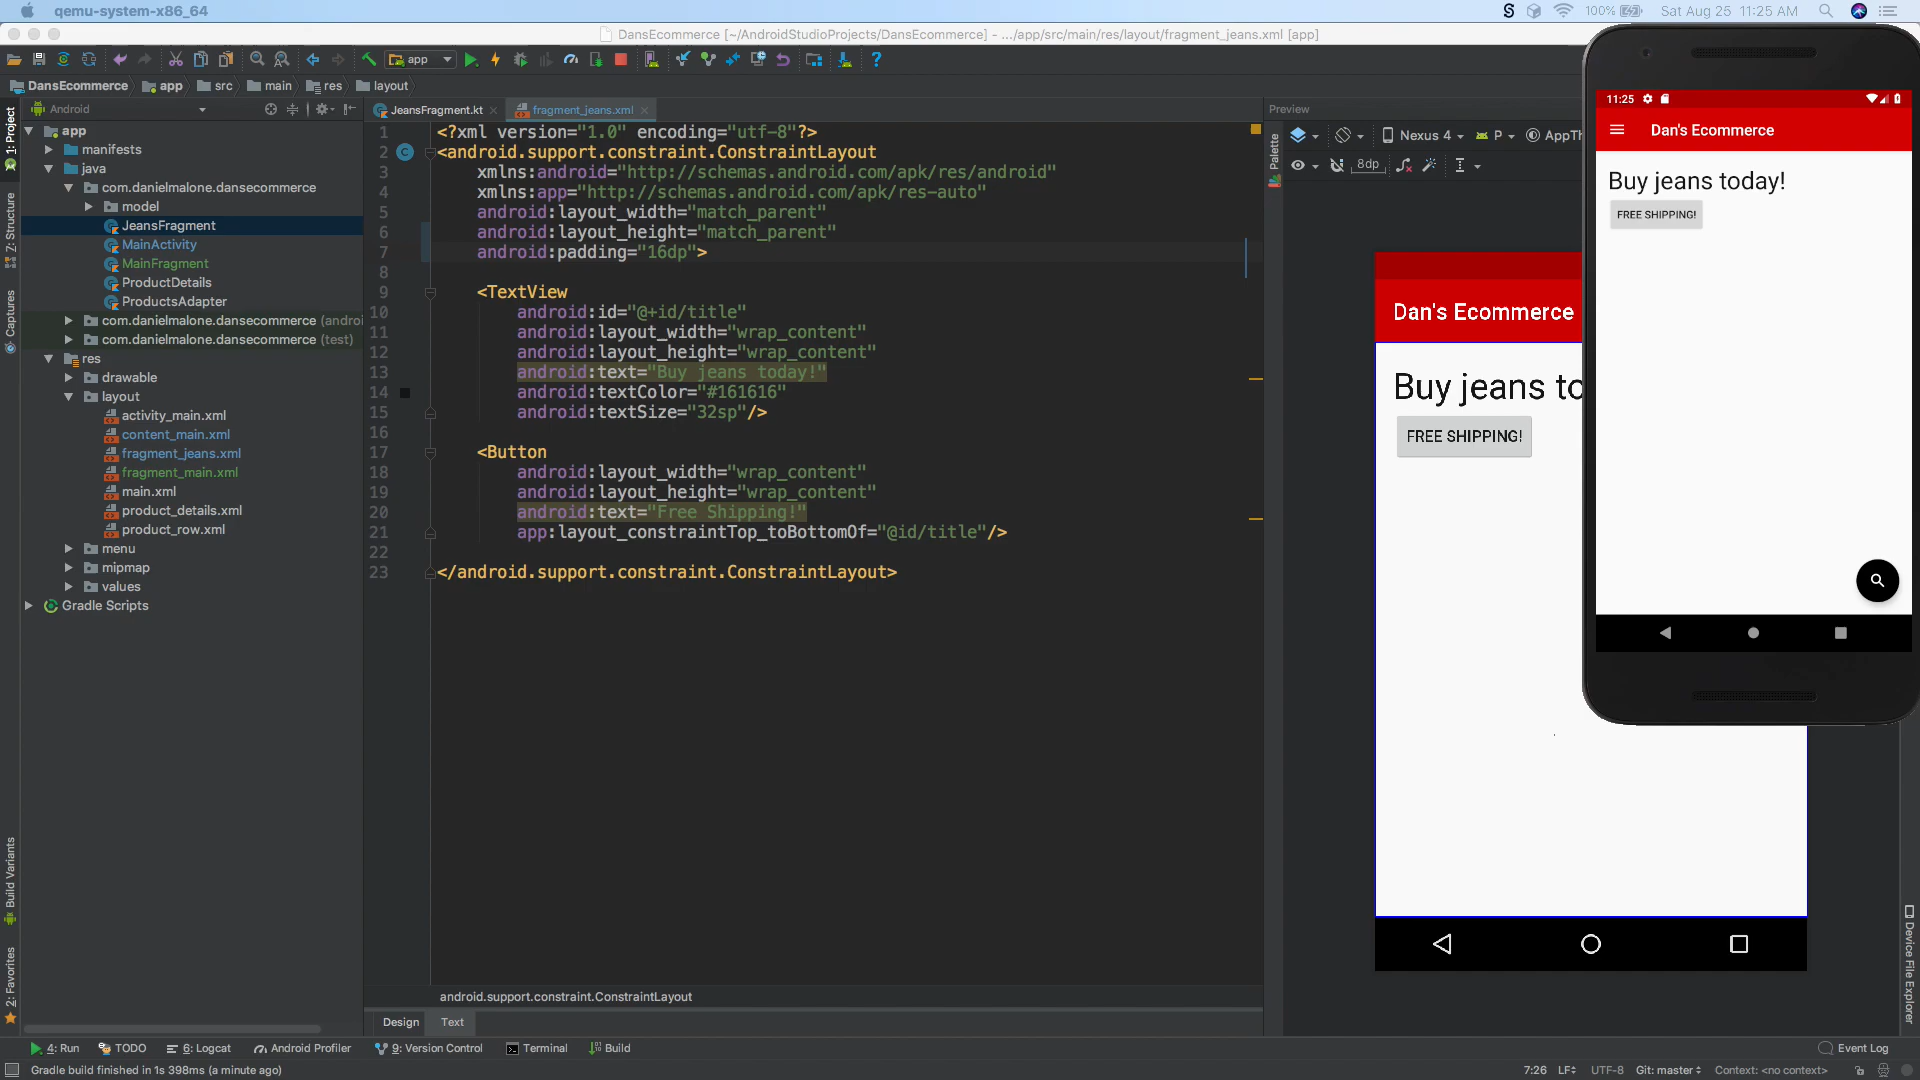 qemu-system-x86_64
100%
Sat Aug 25 11:25 AM
DansEcommerce [~/AndroidStudioProjects/DansEcommerce] - .../app/src/main/res/layout/fragment_jeans.xml [app]
app
DansEcommerce
app
src
main
res
layout
Android
JeansFragment.kt
fragment_jeans.xml
Preview
1: Project
Z: Structure
Captures
Build Variants
2: Favorites
app
manifests
java
com.danielmalone.dansecommerce
model
JeansFragment
MainActivity
MainFragment
ProductDetails
ProductsAdapter
com.danielmalone.dansecommerce (androi
com.danielmalone.dansecommerce (test)
res
drawable
layout
activity_main.xml
content_main.xml
fragment_jeans.xml
fragment_main.xml
main.xml
product_details.xml
product_row.xml
menu
mipmap
values
Gradle Scripts
1 <?xml version="1.0" encoding="utf-8"?>
2 <android.support.constraint.ConstraintLayout
3 xmlns:android="http://schemas.android.com/apk/res/android"
4 xmlns:app="http://schemas.android.com/apk/res-auto"
5 android:layout_width="match_parent"
6 android:layout_height="match_parent"
7 android:padding="16dp">
8
9 <TextView
10 android:id="@+id/title"
11 android:layout_width="wrap_content"
12 android:layout_height="wrap_content"
13 android:text="Buy jeans today!"
14 android:textColor="#161616"
15 android:textSize="32sp"/>
16
17 <Button
18 android:layout_width="wrap_content"
19 android:layout_height="wrap_content"
20 android:text="Free Shipping!"
21 app:layout_constraintTop_toBottomOf="@id/title"/>
22
23 </android.support.constraint.ConstraintLayout>
android.support.constraint.ConstraintLayout
Design
Text
Palette
Nexus 4
P
AppTh
8dp
Dan's Ecommerce
Buy jeans to
FREE SHIPPING!
11:25
Dan's Ecommerce
Buy jeans today!
FREE SHIPPING!
Device File Explorer
4: Run
TODO
6: Logcat
Android Profiler
9: Version Control
Terminal
Build
Event Log
Gradle build finished in 1s 398ms (a minute ago)
7:26
LF
UTF-8
Git: master
Context: <no context>